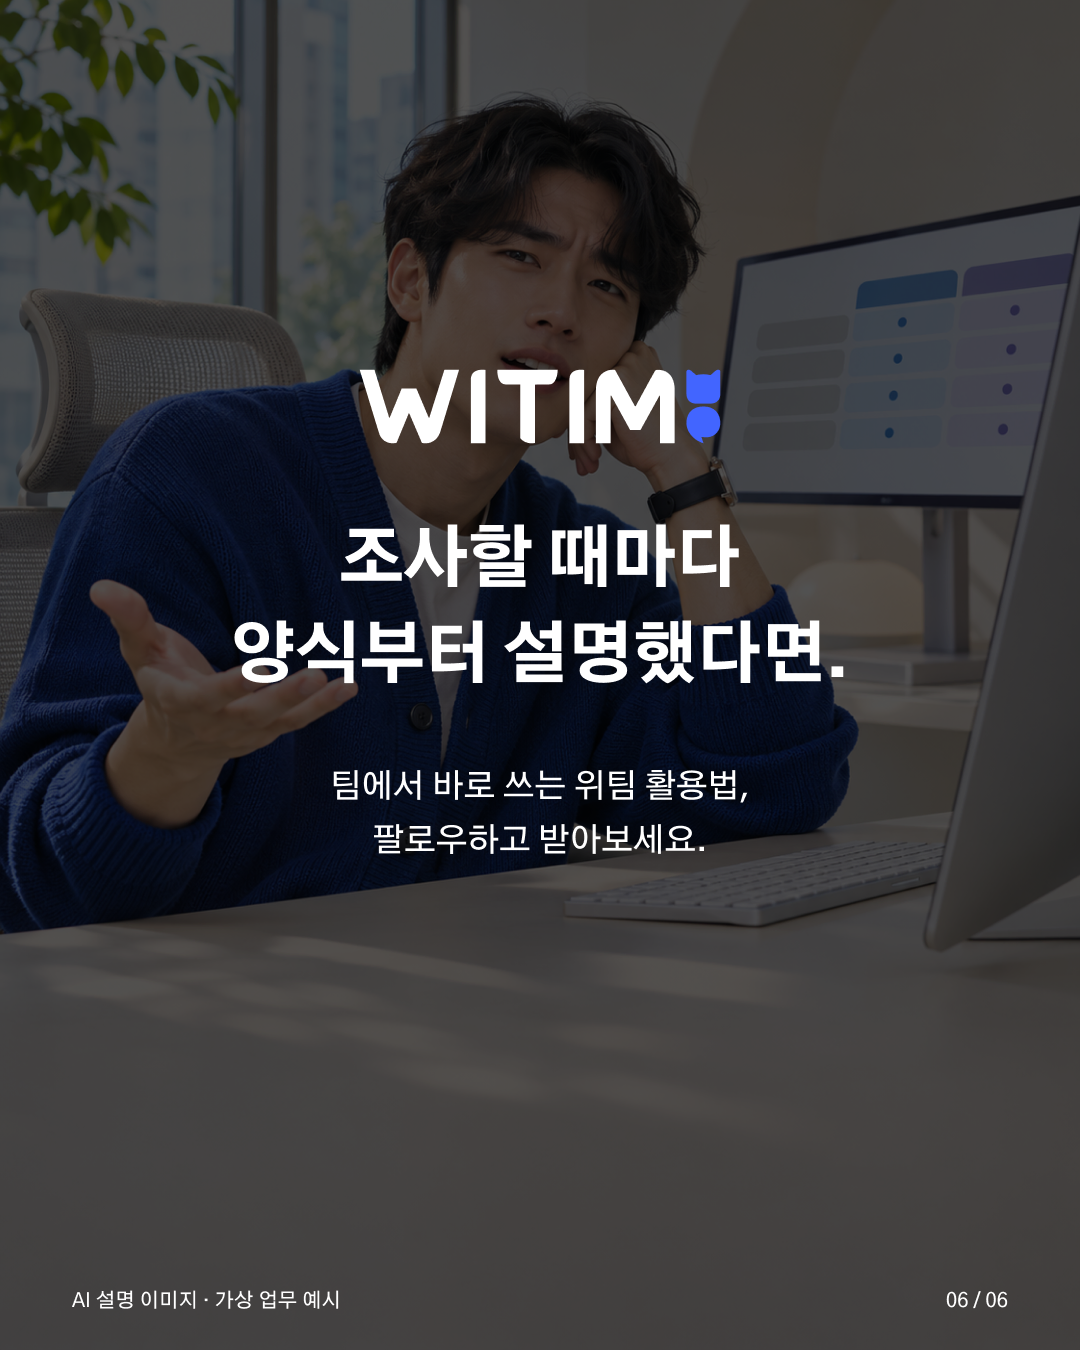 WITIM
조사할 때마다
양식부터 설명했다면.
팀에서 바로 쓰는 위팀 활용법,
팔로우하고 받아보세요.
AI 설명 이미지 · 가상 업무 예시
06 / 06